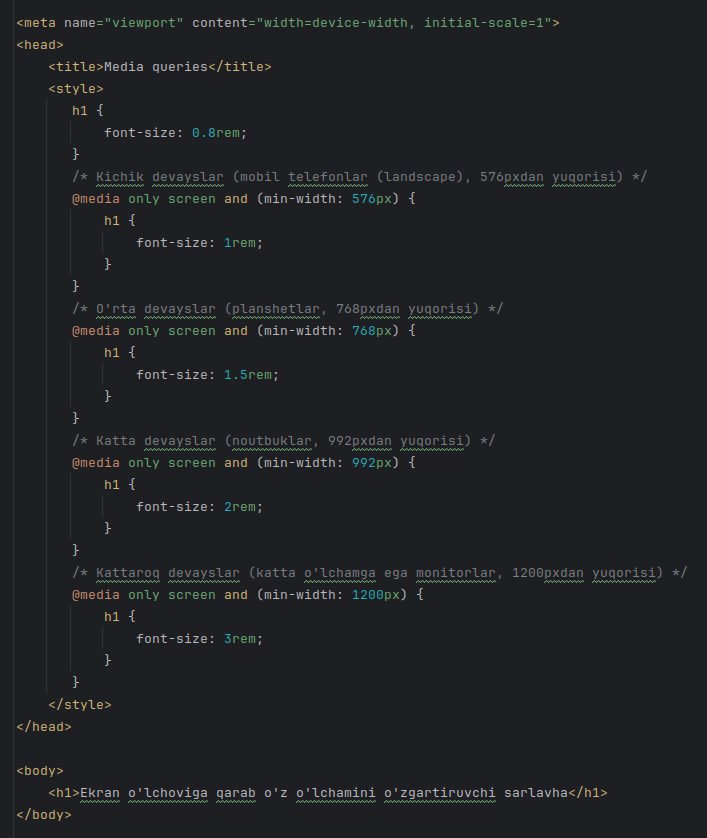 <meta name="viewport" content="width=device-width, initial-scale=1">
<head>
    <title>Media queries</title>
    <style>
       h1 {
           font-size: 0.8rem;
       }
       /* Kichik devayslar (mobil telefonlar (landscape), 576pxdan yuqorisi) */
       @media only screen and (min-width: 576px) {
           h1 {
               font-size: 1rem;
           }
       }
       /* O'rta devayslar (planshetlar, 768pxdan yuqorisi) */
       @media only screen and (min-width: 768px) {
           h1 {
               font-size: 1.5rem;
           }
       }
       /* Katta devayslar (noutbuklar, 992pxdan yuqorisi) */
       @media only screen and (min-width: 992px) {
           h1 {
               font-size: 2rem;
           }
       }
       /* Kattaroq devayslar (katta o'lchamga ega monitorlar, 1200pxdan yuqorisi) */
       @media only screen and (min-width: 1200px) {
           h1 {
               font-size: 3rem;
           }
       }
    </style>
</head>

<body>
    <h1>Ekran o'lchoviga qarab o'z o'lchamini o'zgartiruvchi sarlavha</h1>
</body>